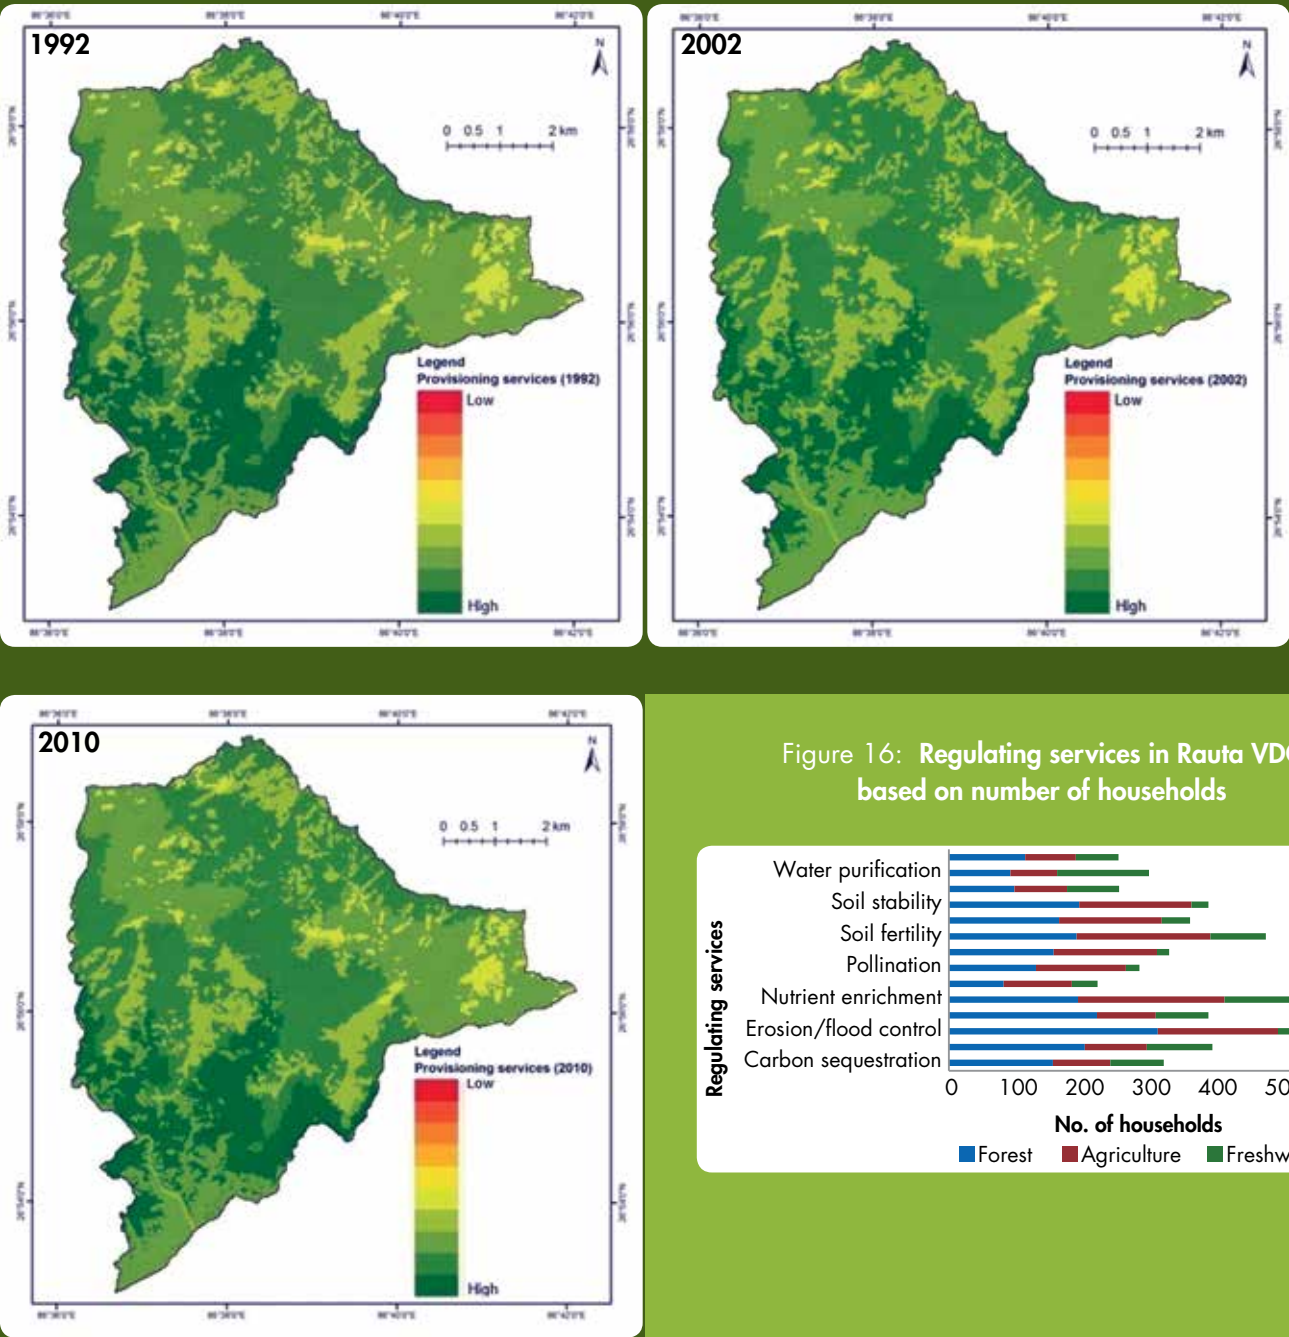 1992
N
0 0.5 1 2 km
Legend
Provisioning services (1992)
Low
High
2002
N
0 0.5 1 2 km
Legend
Provisioning services (2002)
Low
High
2010
N
0 0.5 1 2 km
Legend
Provisioning services (2010)
Low
High
Figure 16: Regulating services in Rauta VD
based on number of households
Regulating services
Water purification
Soil stability
Soil fertility
Pollination
Nutrient enrichment
Erosion/flood control
Carbon sequestration
0 100 200 300 400 50
No. of households
Forest Agriculture Freshw